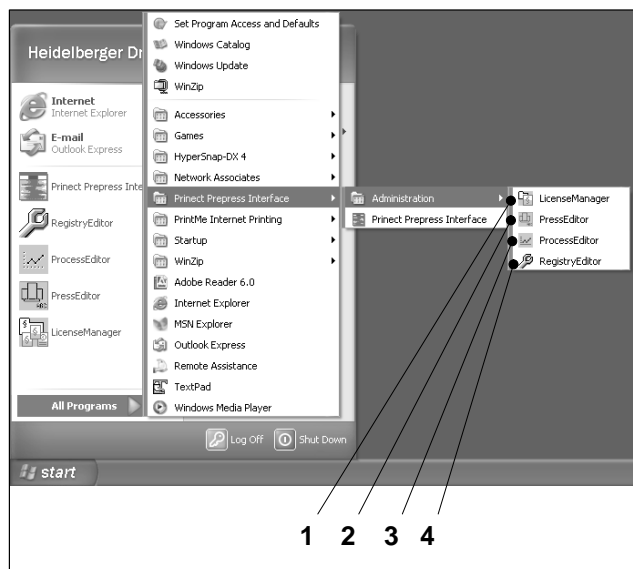 Heidelberger Dr
Internet
Internet Explorer
E-mail
Outlook Express
Prinect Prepress Inte
RegistryEditor
ProcessEditor
PressEditor
LicenseManager
All Programs
Set Program Access and Defaults
Windows Catalog
Windows Update
WinZip
Accessories
Games
HyperSnap-DX 4
Network Associates
Prinect Prepress Interface
PrintMe Internet Printing
Startup
WinZip
Adobe Reader 6.0
Internet Explorer
MSN Explorer
Outlook Express
Remote Assistance
TextPad
Windows Media Player
Administration
Prinect Prepress Interface
LicenseManager
PressEditor
ProcessEditor
RegistryEditor
Log Off
Shut Down
start
1 2 3 4